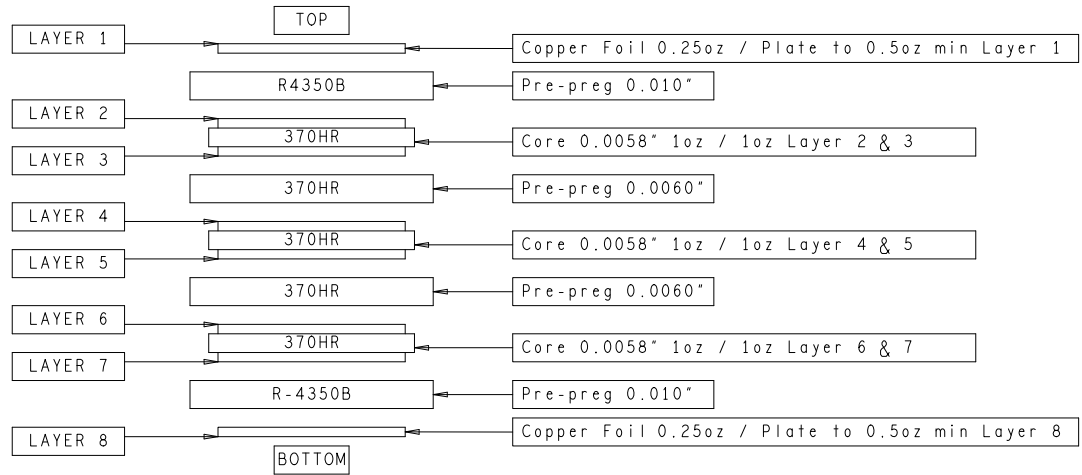 TOP
LAYER 1
Copper Foil 0.25oz / Plate to 0.5oz min Layer 1
R4350B
Pre-preg 0.010"
LAYER 2
370HR
Core 0.0058" 1oz / 1oz Layer 2 & 3
LAYER 3
370HR
Pre-preg 0.0060"
LAYER 4
370HR
Core 0.0058" 1oz / 1oz Layer 4 & 5
LAYER 5
370HR
Pre-preg 0.0060"
LAYER 6
370HR
Core 0.0058" 1oz / 1oz Layer 6 & 7
LAYER 7
R-4350B
Pre-preg 0.010"
LAYER 8
Copper Foil 0.25oz / Plate to 0.5oz min Layer 8
BOTTOM